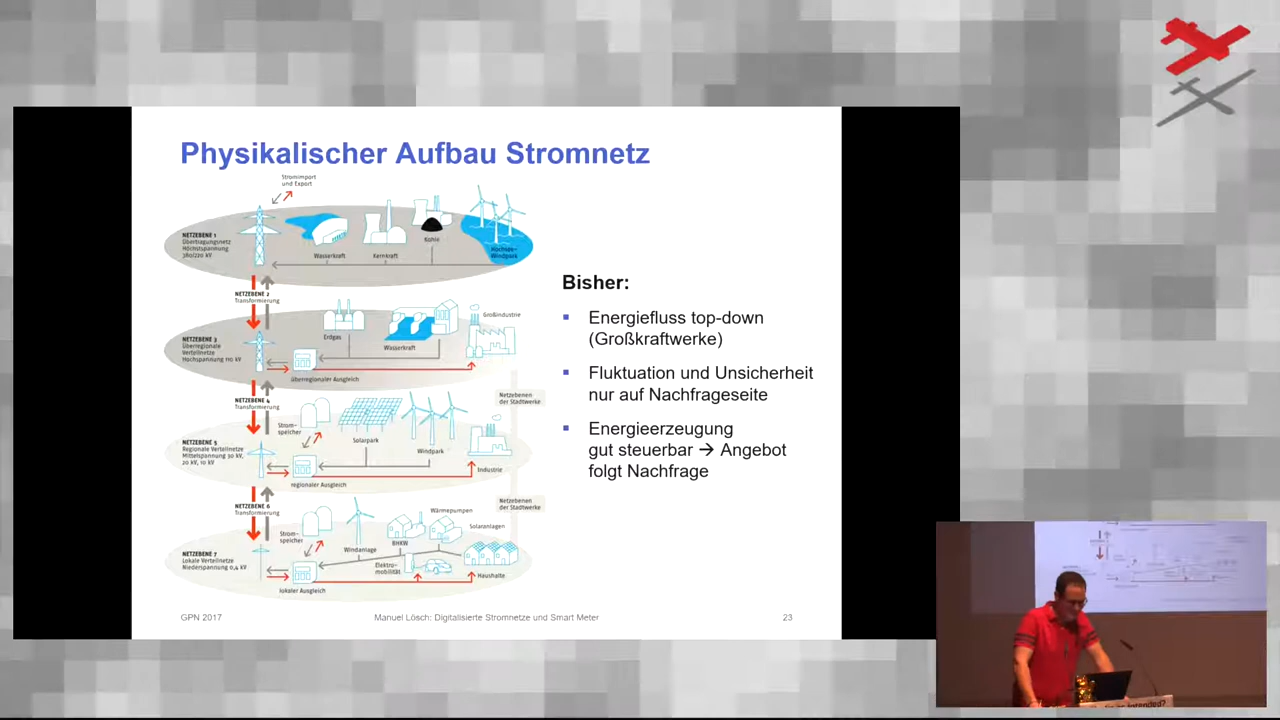 Physikalischer Aufbau Stromnetz
Stromimport
und Export
NETZEBENE 1
Übertragungsnetz
Höchstspannung
380/220 kV
Wasserkraft
Kernkraft
Kohle
Hochsee-
Windpark
NETZEBENE 2
Transformierung
NETZEBENE 3
Überregionale
Verteilnetze
Hochspannung 110 kV
Erdgas
Wasserkraft
Großindustrie
überregionaler Ausgleich
NETZEBENE 4
Transformierung
Netzebenen
der Stadtwerke
NETZEBENE 5
Regionale Verteilnetze
Mittelspannung 30 kV,
20 kV, 10 kV
Strom-
speicher
Solarpark
Windpark
Industrie
regionaler Ausgleich
NETZEBENE 6
Transformierung
Netzebenen
der Stadtwerke
NETZEBENE 7
Lokale Verteilnetze
Niederspannung 0,4 kV
Strom-
speicher
Windanlage
BHKW
Wärmepumpen
Solaranlagen
Elektro-
mobilität
Haushalte
lokaler Ausgleich
Bisher:
Energiefluss top-down
(Großkraftwerke)
Fluktuation und Unsicherheit
nur auf Nachfrageseite
Energieerzeugung
gut steuerbar → Angebot
folgt Nachfrage
GPN 2017
Manuel Lösch: Digitalisierte Stromnetze und Smart Meter
23
intended?